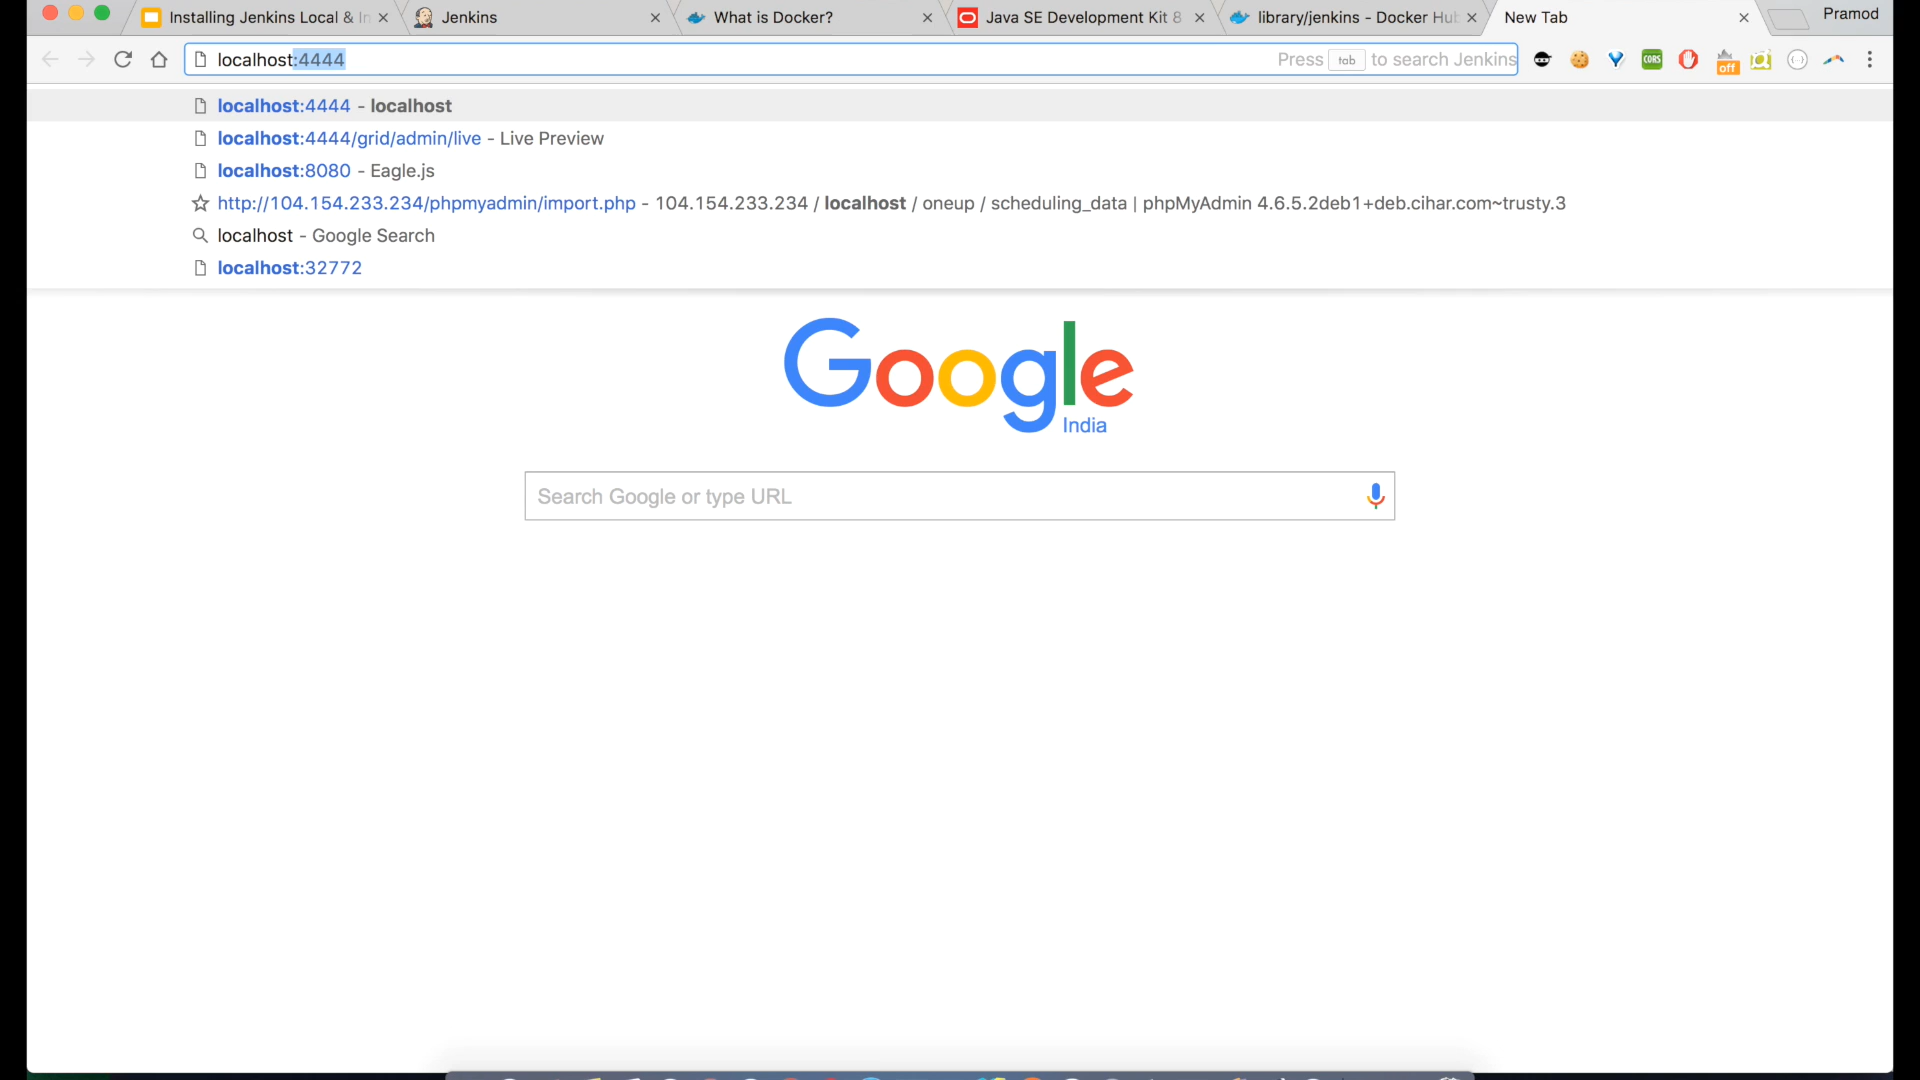 Installing Jenkins Local & In
Jenkins
What is Docker?
Java SE Development Kit 8
library/jenkins - Docker Hub
New Tab
Pramod
localhost:4444
Press tab to search Jenkins
CORS
off
localhost:4444 - localhost
localhost:4444/grid/admin/live - Live Preview
localhost:8080 - Eagle.js
http://104.154.233.234/phpmyadmin/import.php - 104.154.233.234 / localhost / oneup / scheduling_data | phpMyAdmin 4.6.5.2deb1+deb.cihar.com~trusty.3
localhost - Google Search
localhost:32772
Google
India
Search Google or type URL